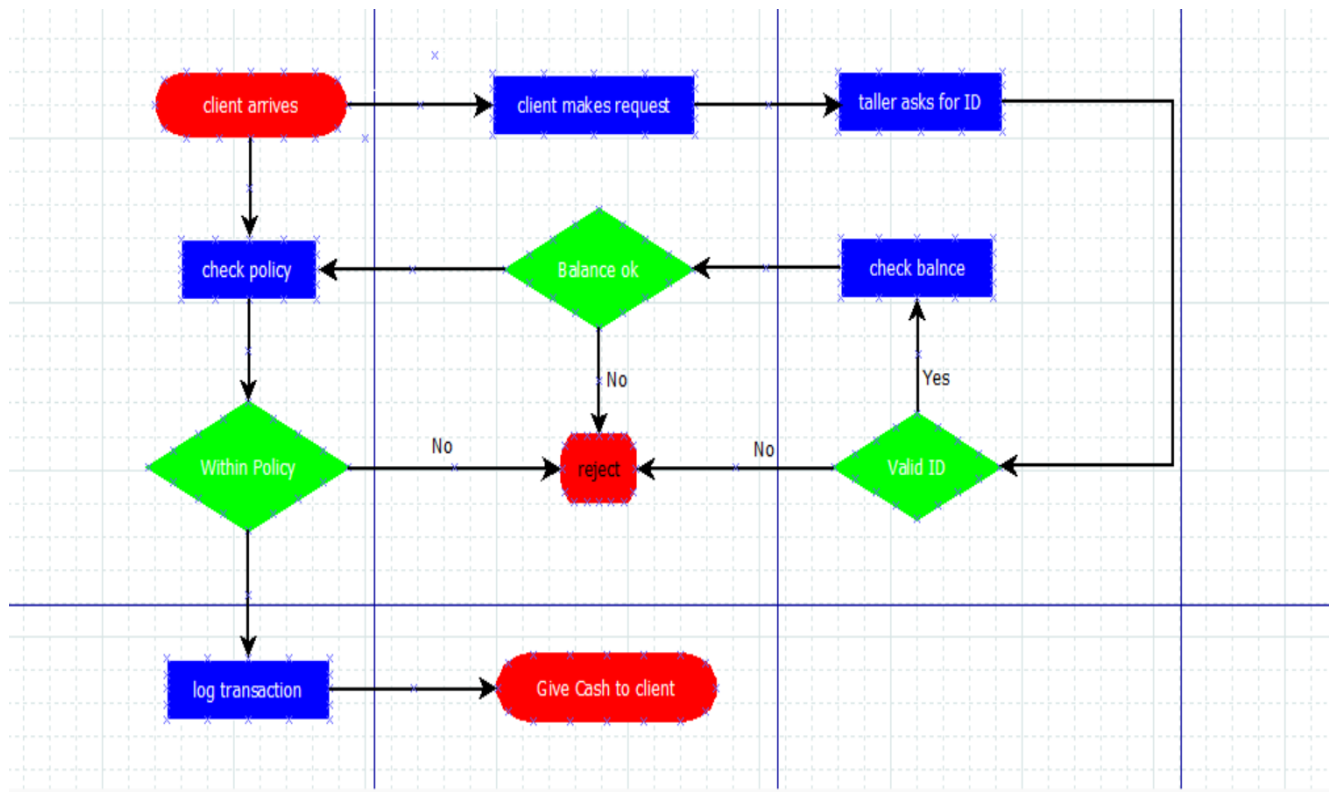 client arrives
client makes request
taller asks for ID
check policy
Balance ok
check balnce
No
Yes
Within Policy
No
reject
No
Valid ID
log transaction
Give Cash to client